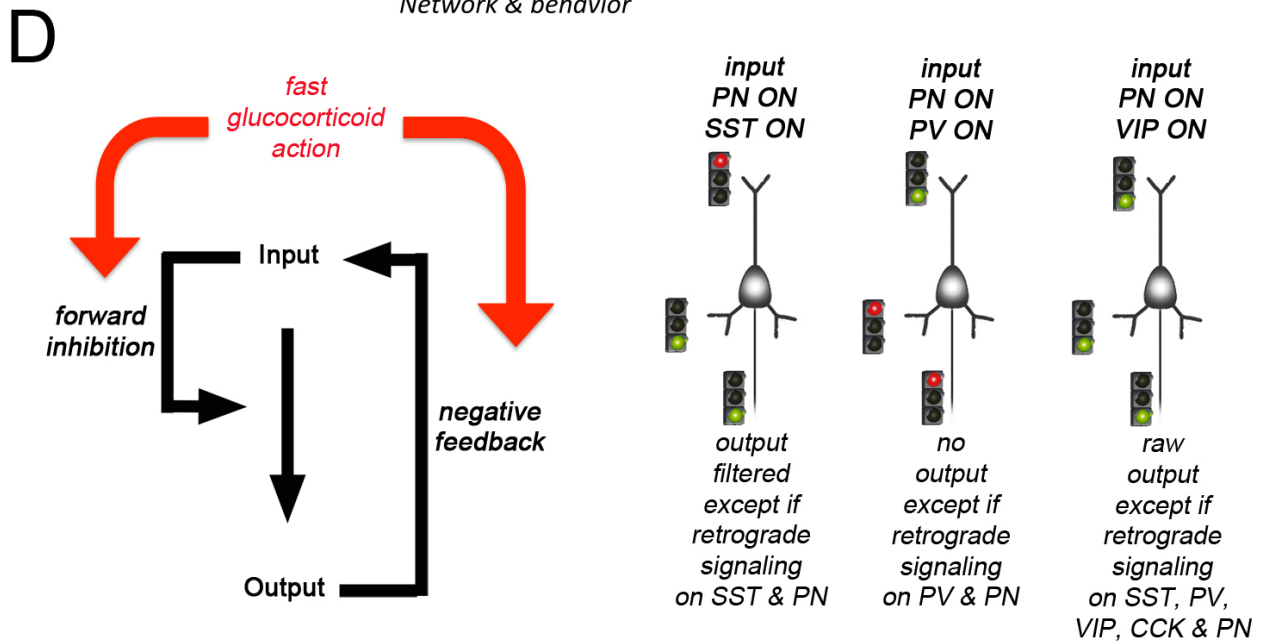 Network & behavior
D
fast
glucocorticoid
action
Input
forward
inhibition
negative
feedback
Output
input
PN ON
SST ON
output
filtered
except if
retrograde
signaling
on SST & PN
input
PN ON
PV ON
no
output
except if
retrograde
signaling
on PV & PN
input
PN ON
VIP ON
raw
output
except if
retrograde
signaling
on SST, PV,
VIP, CCK & PN